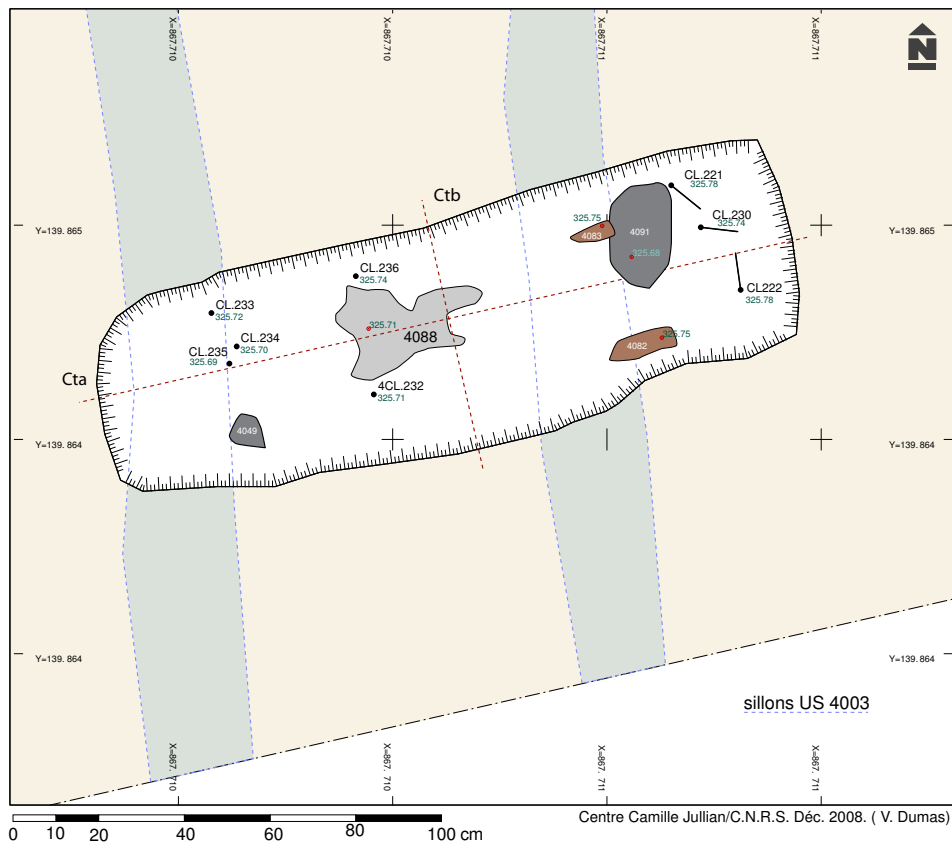 X=867.710
X=867.710
X=867.711
X=867.711
N
CL.221
325.78
Ctb
CL.230
325.74
325.75
4083
4091
325.68
Y=139.865
Y=139.865
CL.236
325.74
CL222
325.78
CL.233
325.72
325.71
4088
CL.234
325.70
CL.235
325.69
325.75
4082
Cta
4CL.232
325.71
4049
Y=139.864
Y=139.864
Y=139.864
Y=139.864
sillons US 4003
X=867. 710
X=867. 710
X=867. 711
X=867. 711
0 10 20 40 60 80 100 cm
Centre Camille Jullian/C.N.R.S. Déc. 2008. ( V. Dumas)